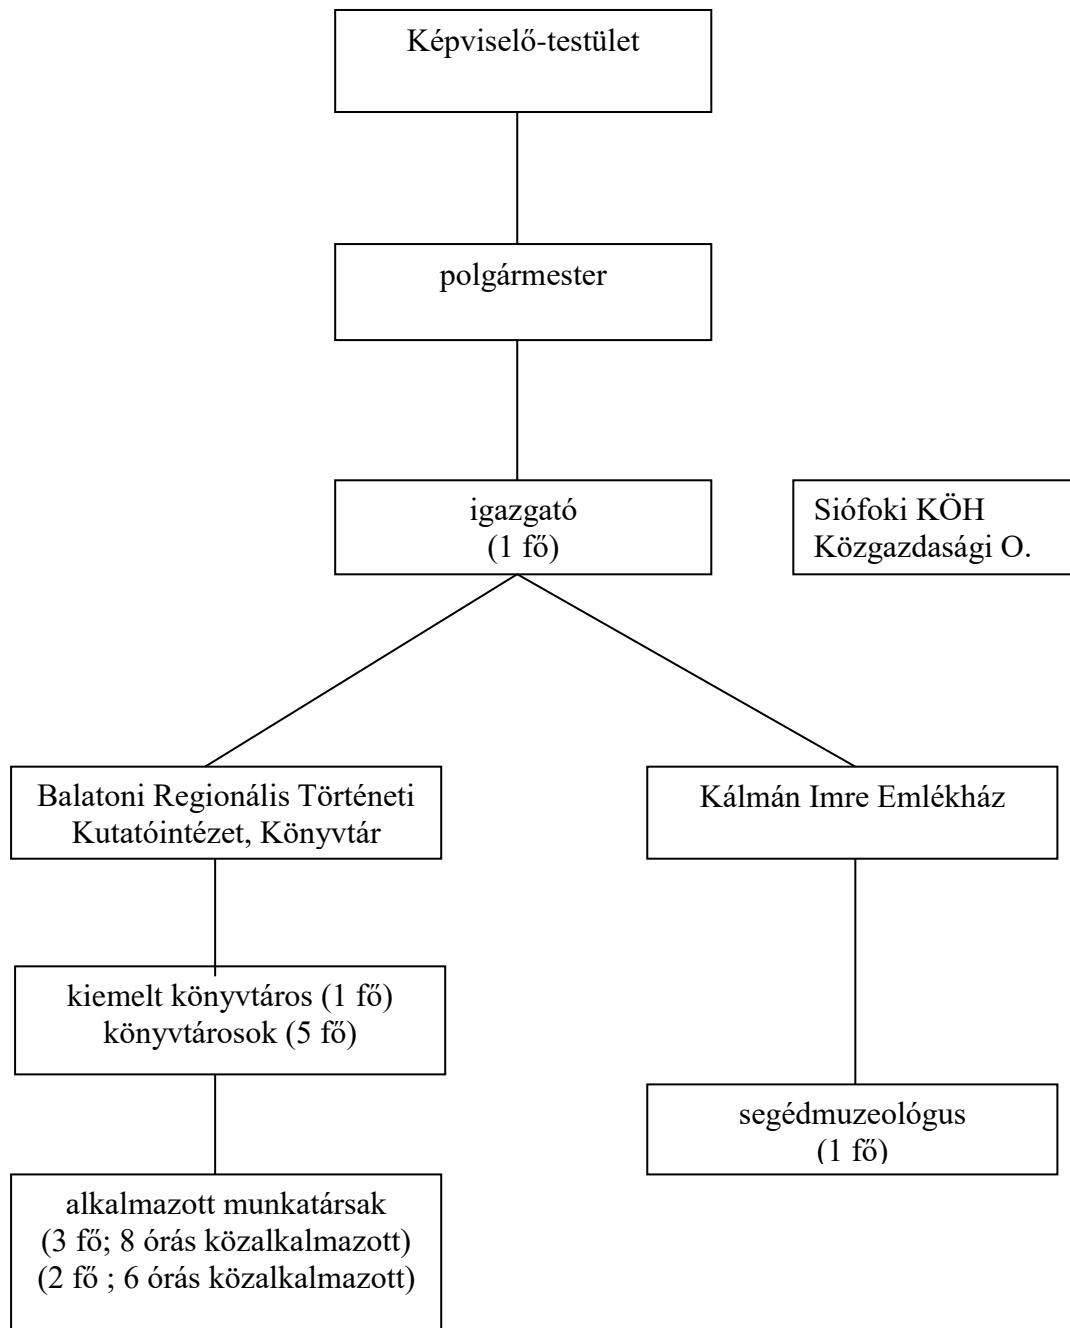 Képviselő-testület
polgármester
igazgató
(1 fő)
Siófoki KÖH
Közgazdasági O.
Balatoni Regionális Történeti
Kutatóintézet, Könyvtár
Kálmán Imre Emlékház
kiemelt könyvtáros (1 fő)
könyvtárosok (5 fő)
segédmuzeológus
(1 fő)
alkalmazott munkatársak
(3 fő; 8 órás közalkalmazott)
(2 fő ; 6 órás közalkalmazott)